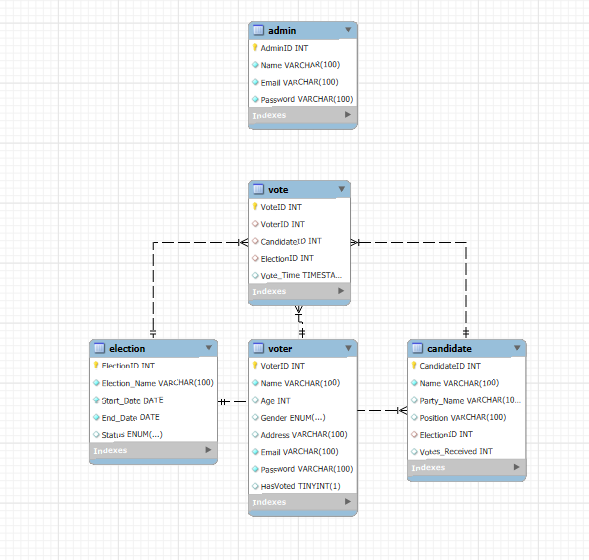 admin
AdminID INT
Name VARCHAR(100)
Email VARCHAR(100)
Password VARCHAR(100)
Indexes
vote
VoteID INT
VoterID INT
CandidateID INT
ElectionID INT
Vote_Time TIMESTA...
Indexes
election
ElectionID INT
Election_Name VARCHAR(100)
Start_Date DATE
End_Date DATE
Status ENUM(...)
Indexes
voter
VoterID INT
Name VARCHAR(100)
Age INT
Gender ENUM(...)
Address VARCHAR(100)
Email VARCHAR(100)
Password VARCHAR(100)
HasVoted TINYINT(1)
Indexes
candidate
CandidateID INT
Name VARCHAR(100)
Party_Name VARCHAR(10...
Position VARCHAR(100)
ElectionID INT
Votes_Received INT
Indexes